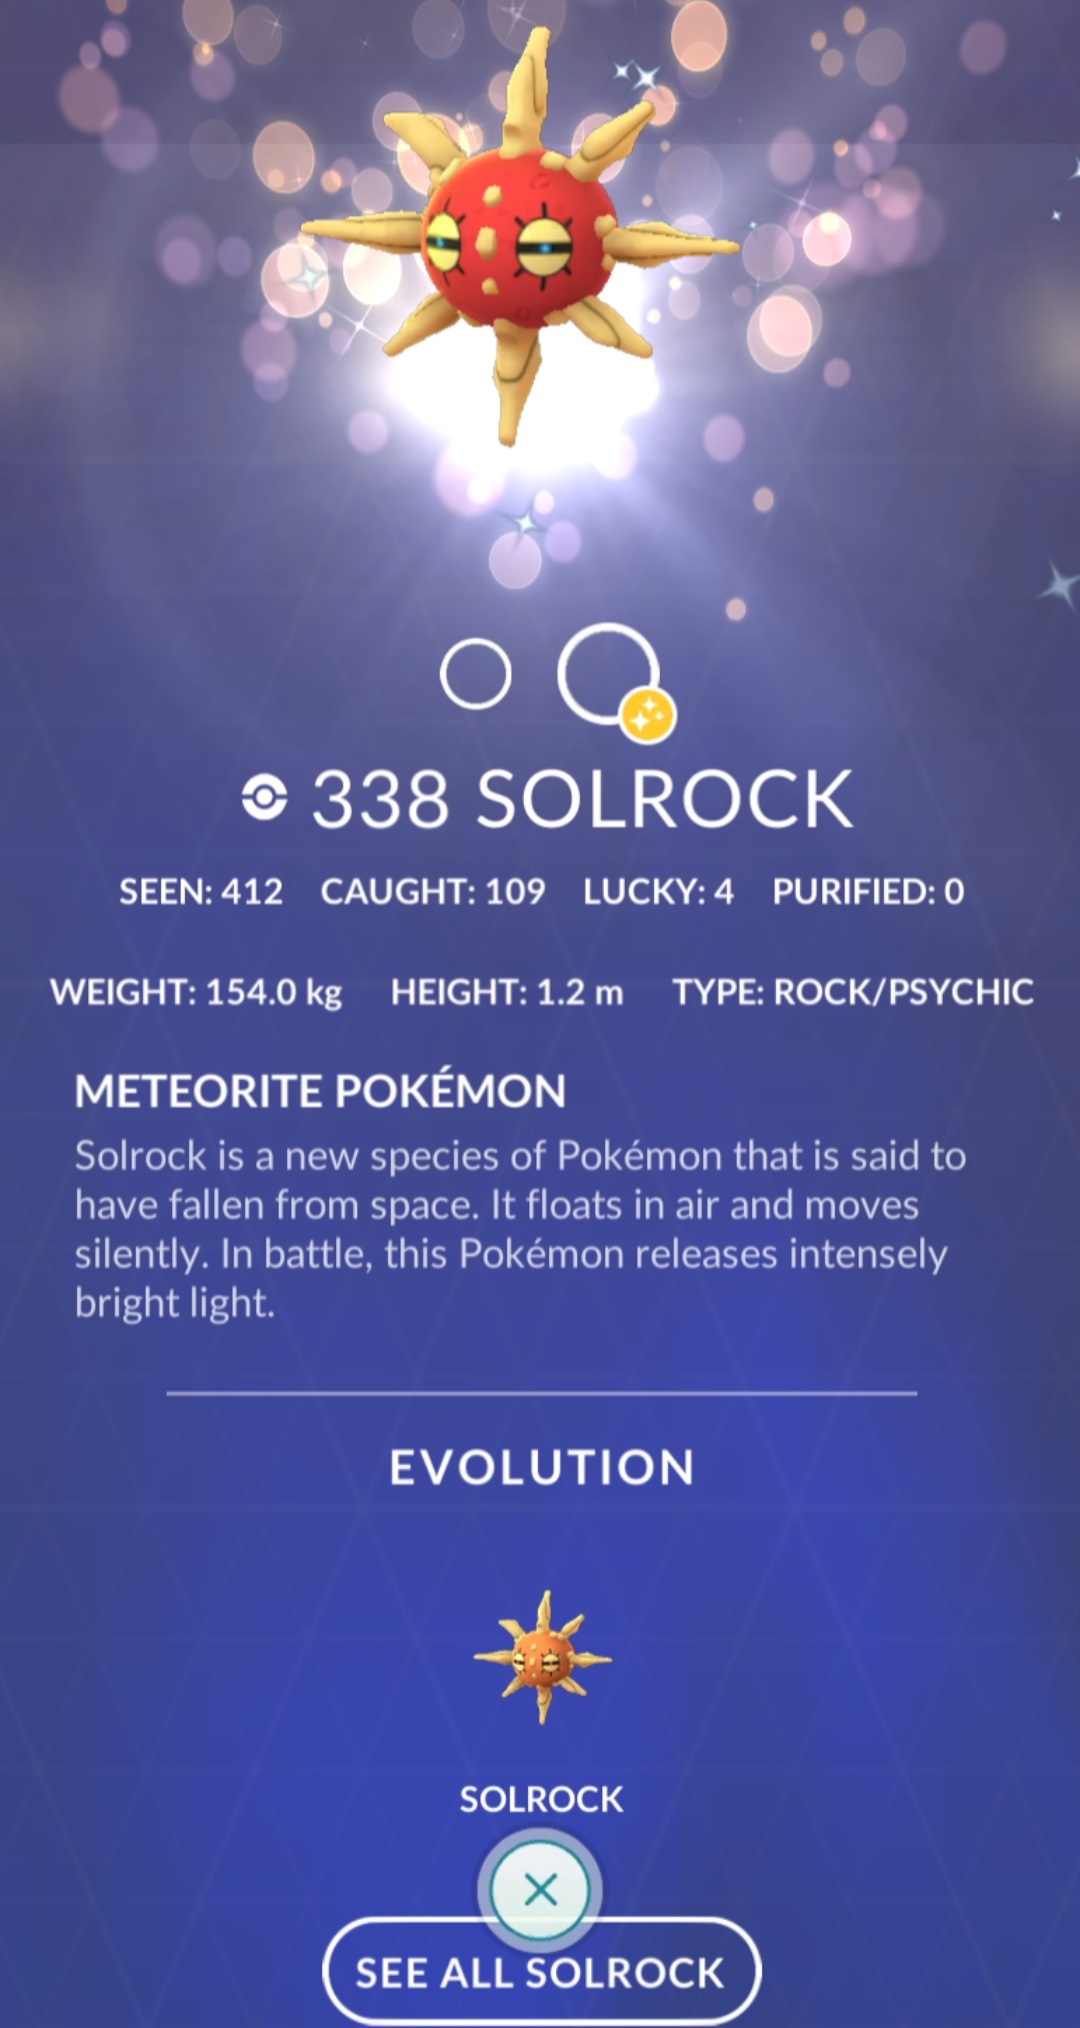 338 SOLROCK
SEEN: 412 CAUGHT: 109 LUCKY: 4 PURIFIED: 0
WEIGHT: 154.0 kg HEIGHT: 1.2 m TYPE: ROCK/PSYCHIC
METEORITE POKÉMON
Solrock is a new species of Pokémon that is said to
have fallen from space. It floats in air and moves
silently. In battle, this Pokémon releases intensely
bright light.
EVOLUTION
SOLROCK
SEE ALL SOLROCK